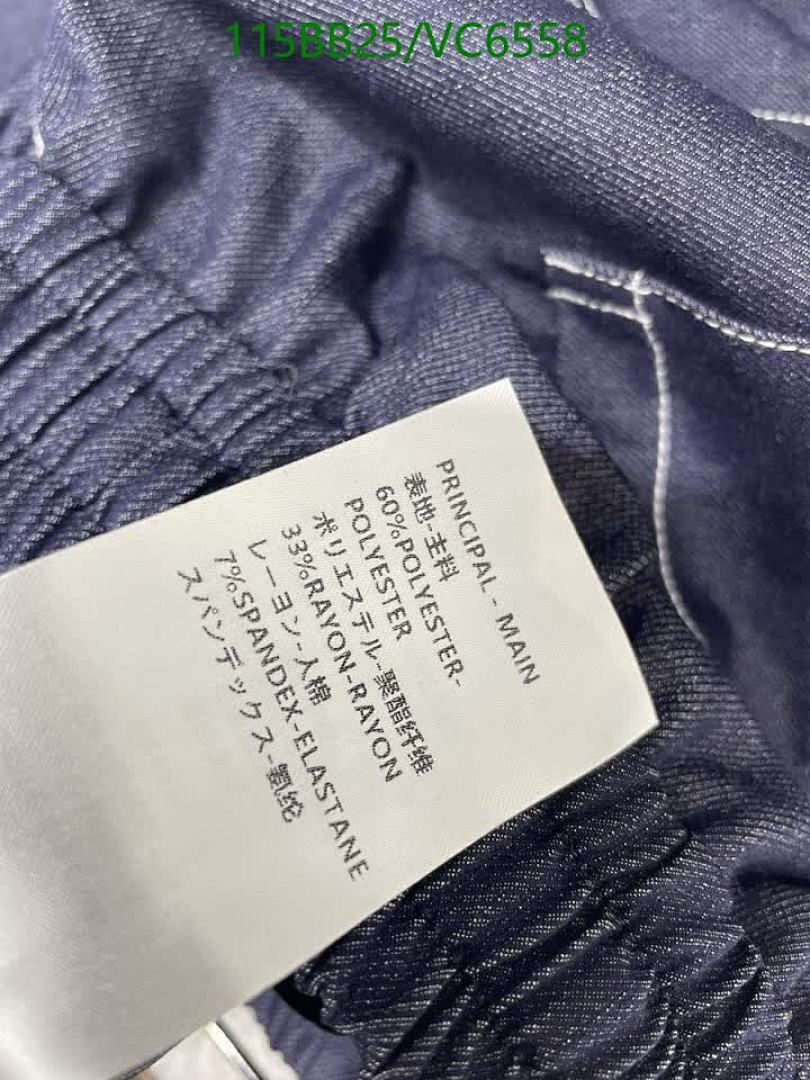 115BB25/VC6558
PRINCIPAL - MAIN
表地-主料
60%POLYESTER-
POLYESTER
ポリエステル-聚酯纤维
33%RAYON-RAYON
レーヨン-人棉
7%SPANDEX-ELASTANE
スパンデックス-氨纶